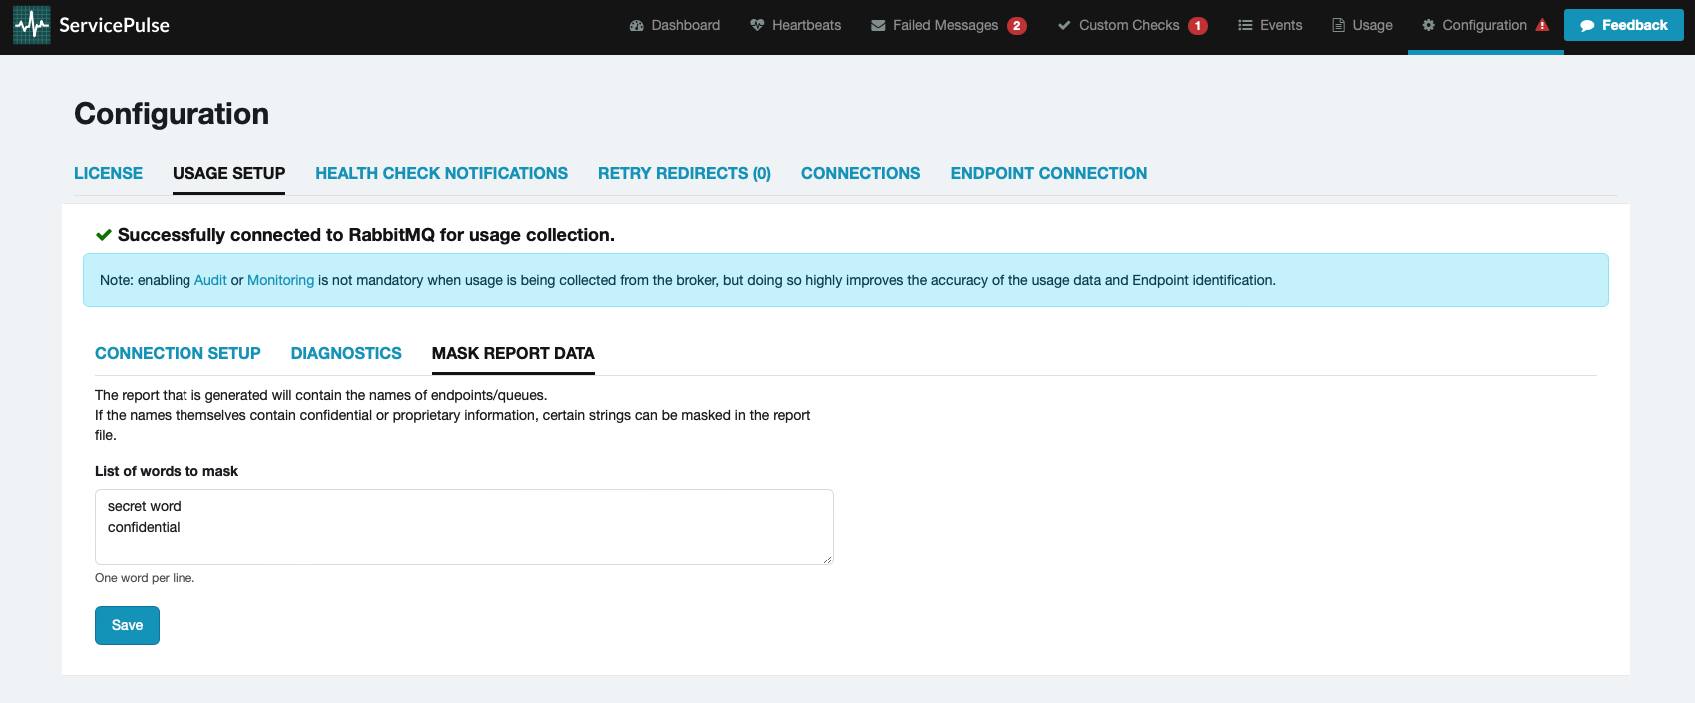 ServicePulse
Dashboard
Heartbeats
Failed Messages 2
Custom Checks 1
Events
Usage
Configuration
Feedback
Configuration
LICENSE
USAGE SETUP
HEALTH CHECK NOTIFICATIONS
RETRY REDIRECTS (0)
CONNECTIONS
ENDPOINT CONNECTION
Successfully connected to RabbitMQ for usage collection.
Note: enabling Audit or Monitoring is not mandatory when usage is being collected from the broker, but doing so highly improves the accuracy of the usage data and Endpoint identification.
CONNECTION SETUP
DIAGNOSTICS
MASK REPORT DATA
The report that is generated will contain the names of endpoints/queues.
If the names themselves contain confidential or proprietary information, certain strings can be masked in the report
file.
List of words to mask
secret word
confidential
One word per line.
Save